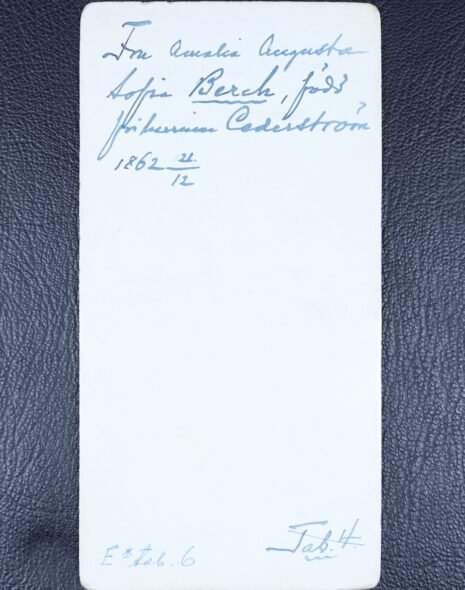 Fru Amalia Augusta
Sofia Berch, född
friherrinna Cederström
1862 21/12
E* Tab. 6
Tab. 4.